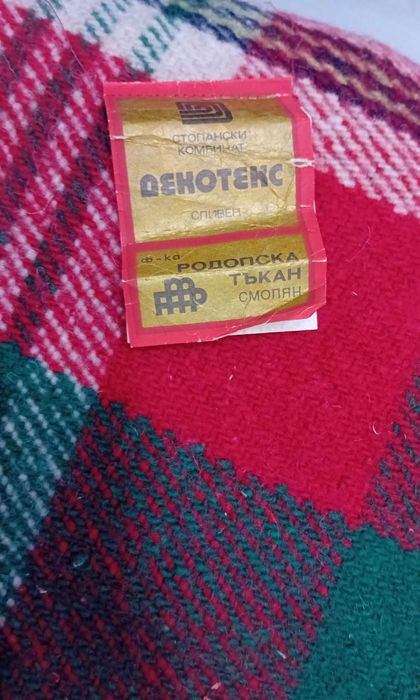 СТОПАНСКИ
КОМБИНАТ
ДЕКОТЕКС
СЛИВЕН
ф-ка
РОДОПСКА
ТЪКАН
СМОЛЯН